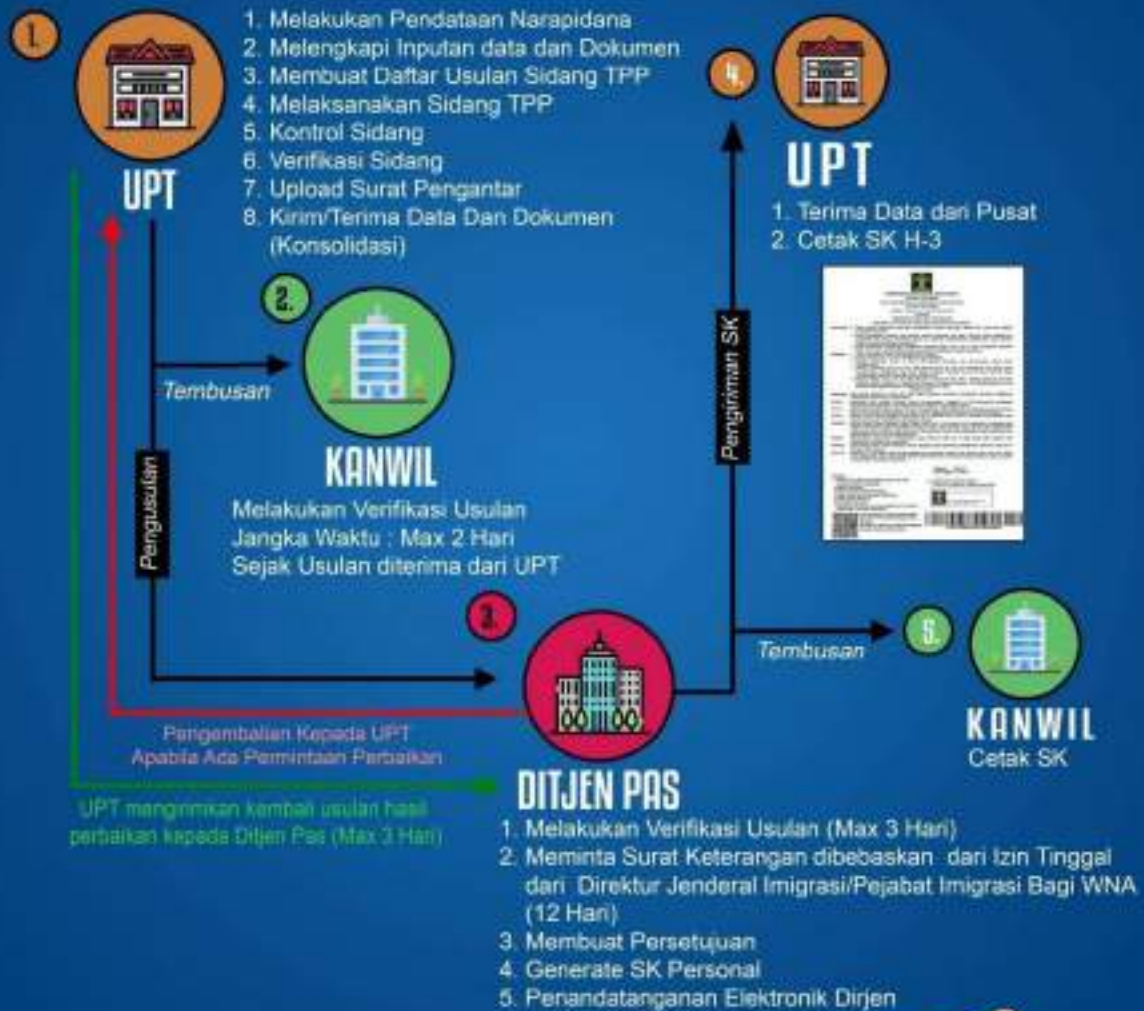 1.
UPT
1. Melakukan Pendataan Narapidana
2. Melengkapi Inputan data dan Dokumen
3. Membuat Daftar Usulan Sidang TPP
4. Melaksanakan Sidang TPP
5. Kontrol Sidang
6. Verifikasi Sidang
7. Upload Surat Pengantar
8. Kirim/Terima Data Dan Dokumen
(Konsolidasi)
2.
Tembusan
KANWIL
Melakukan Verifikasi Usulan
Jangka Waktu : Max 2 Hari
Sejak Usulan diterima dari UPT
Pengusulan
3.
Pengembalian Kepada UPT
Apabila Ada Permintaan Perbaikan
UPT mengirimkan kembali usulan hasil
perbaikan kepada Ditjen Pas (Max 3 Hari)
DITJEN PAS
1. Melakukan Verifikasi Usulan (Max 3 Hari)
2. Meminta Surat Keterangan dibebaskan dari Izin Tinggal
dari Direktur Jenderal Imigrasi/Pejabat Imigrasi Bagi WNA
(12 Hari)
3. Membuat Persetujuan
4. Generate SK Personal
5. Penandatanganan Elektronik Dirjen
4.
UPT
1. Terima Data dari Pusat
2. Cetak SK H-3
Pengiriman SK
Tembusan
5.
KANWIL
Cetak SK